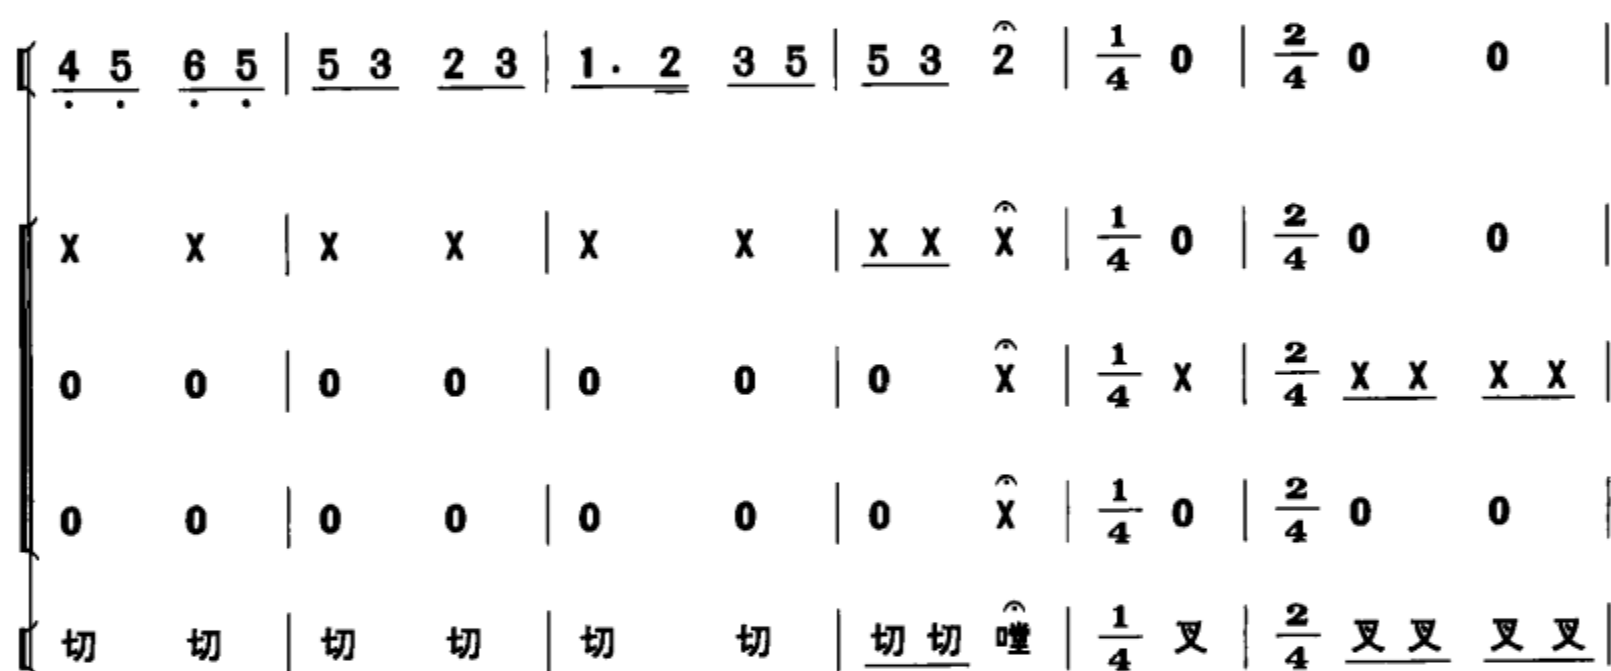 4 5 6 5 | 5 3 2 3 | 1 · 2 3 5 | 5 3 2 | 1/4 0 | 2/4 0 0 |
X X | X X | X X | X X X | 1/4 0 | 2/4 0 0 |
0 0 | 0 0 | 0 0 | 0 X | 1/4 X | 2/4 X X X X |
0 0 | 0 0 | 0 0 | 0 X | 1/4 0 | 2/4 0 0 |
切 切 | 切 切 | 切 切 | 切 切 嘡 | 1/4 叉 | 2/4 叉 叉 叉 叉 |